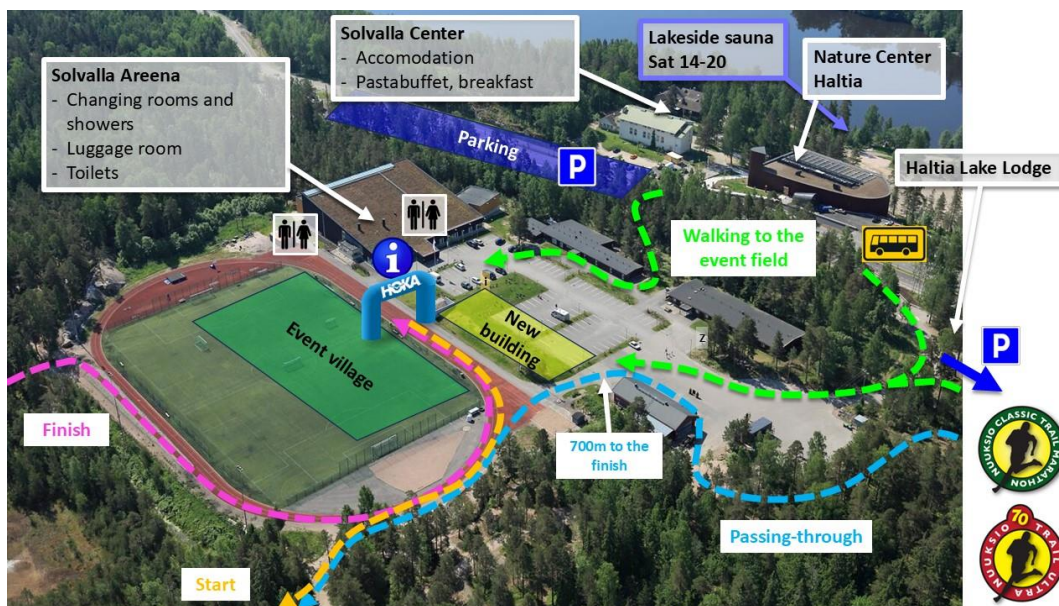 Solvalla Center
- Accomodation
- Pastabuffet, breakfast
Lakeside sauna
Sat 14-20
Nature Center
Haltia
Solvalla Areena
- Changing rooms and
showers
- Luggage room
- Toilets
Parking
P
Haltia Lake Lodge
Walking to the
event field
i
HOKA
New
building
Event village
Z
P
Finish
700m to the
finish
Passing-through
Start
NUUKSIO CLASSIC TRAIL MARATHON
70
NUUKSIO TRAIL ULTRA